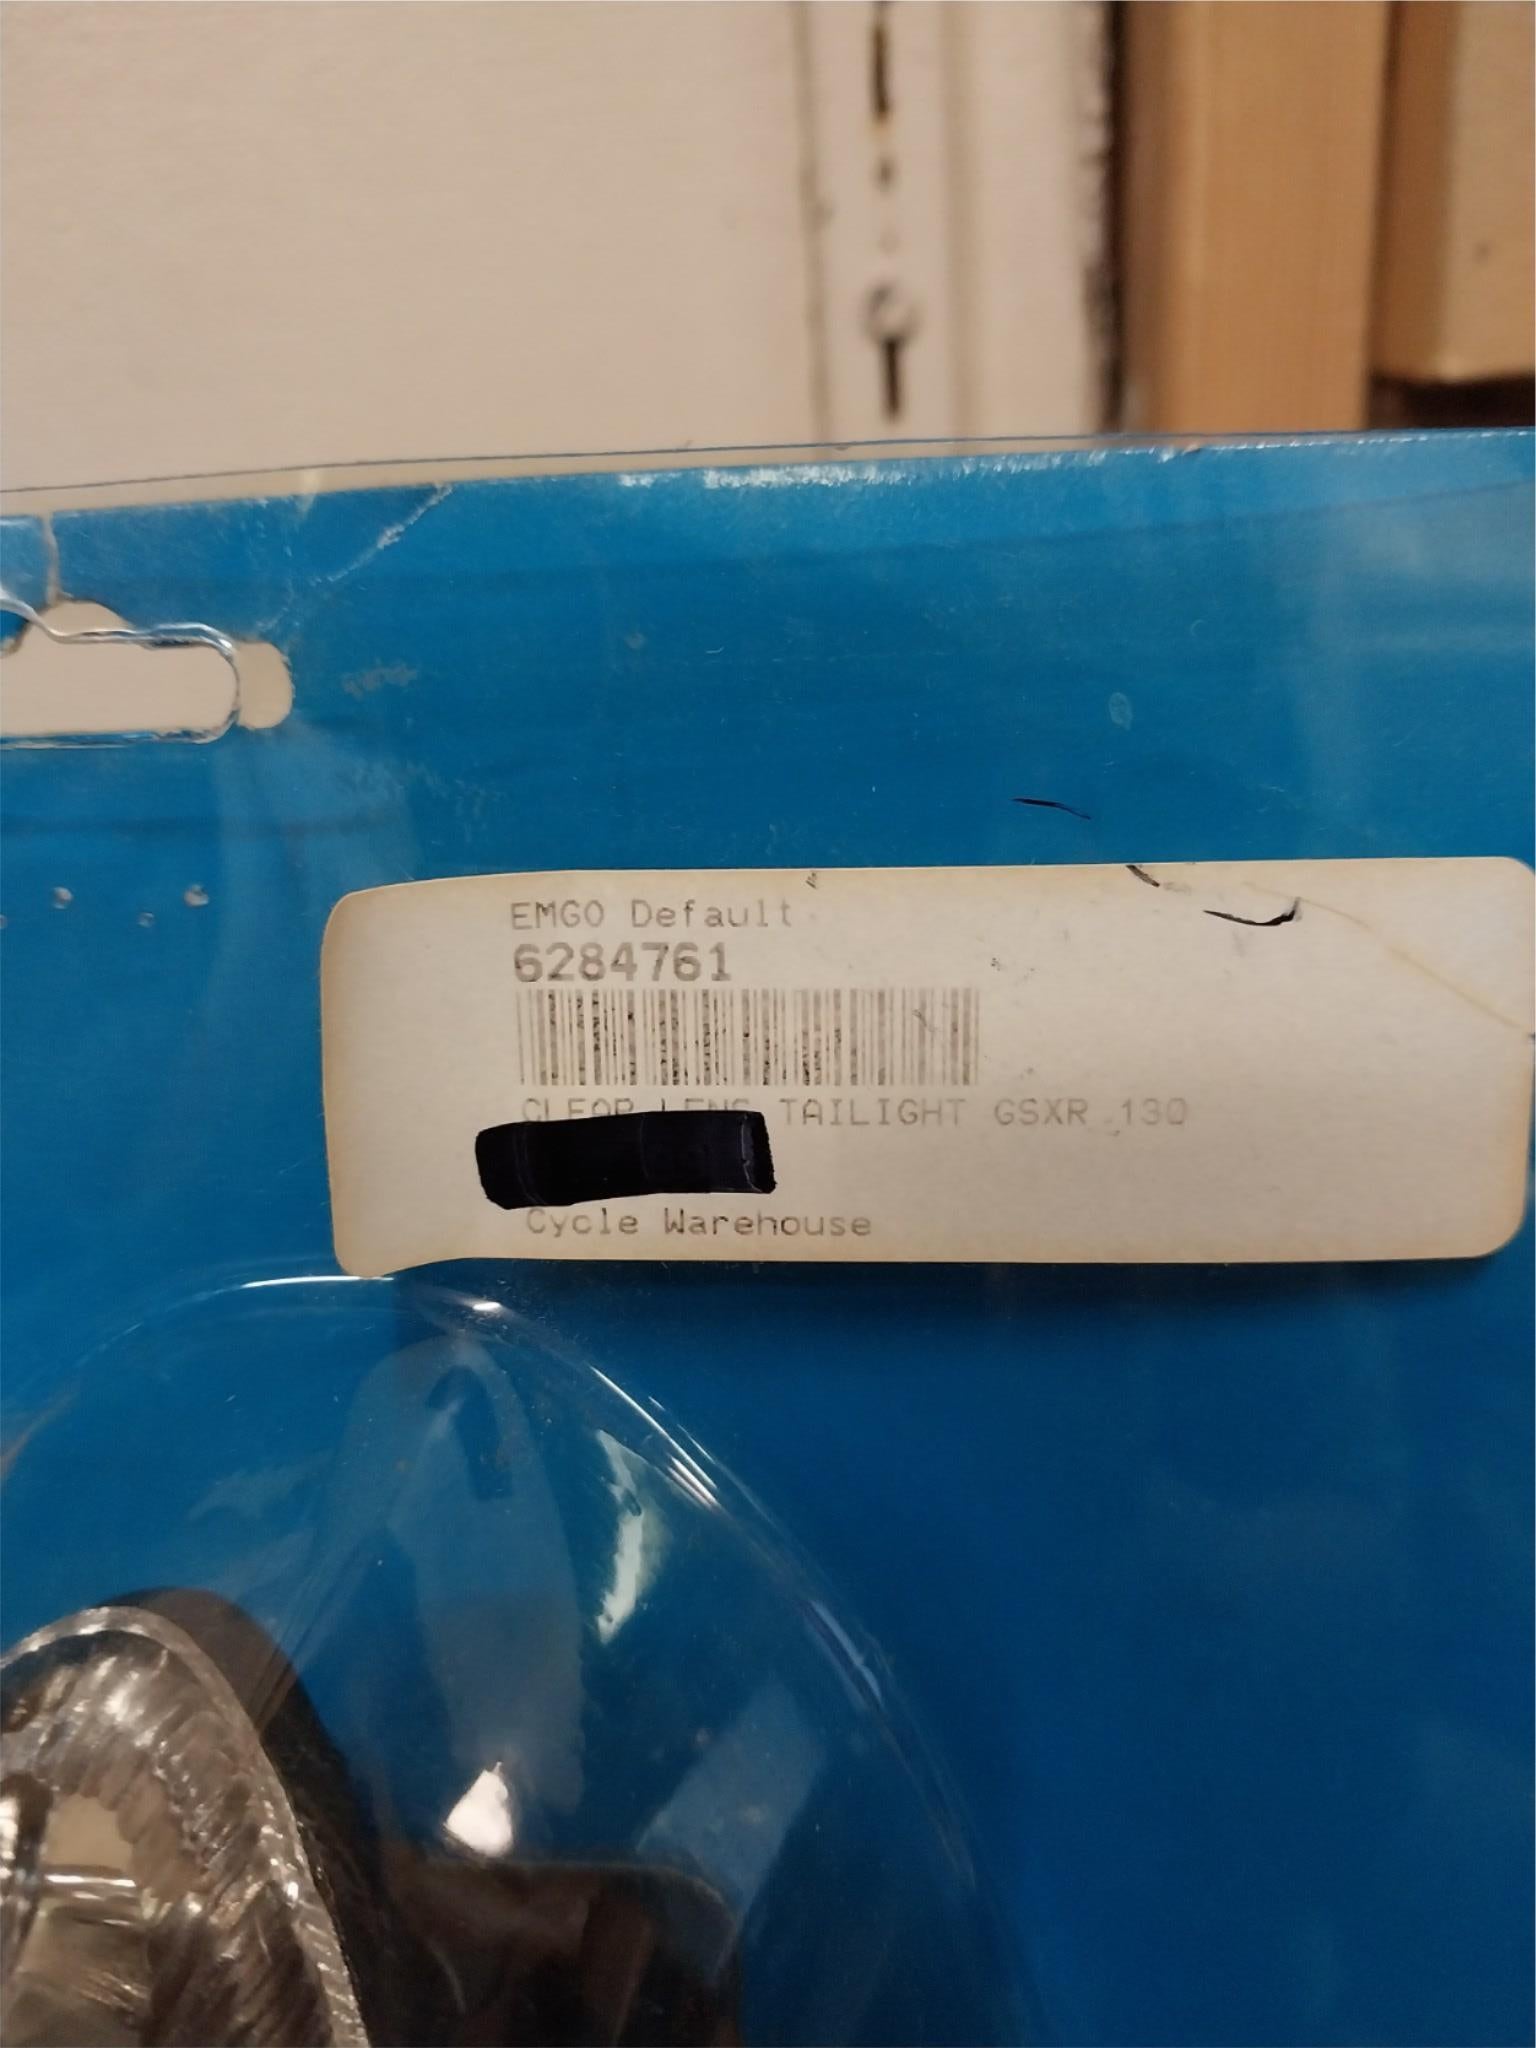 EMGO Default
6284761
CLEAR LENS TAILIGHT GSXR 130
Cycle Warehouse